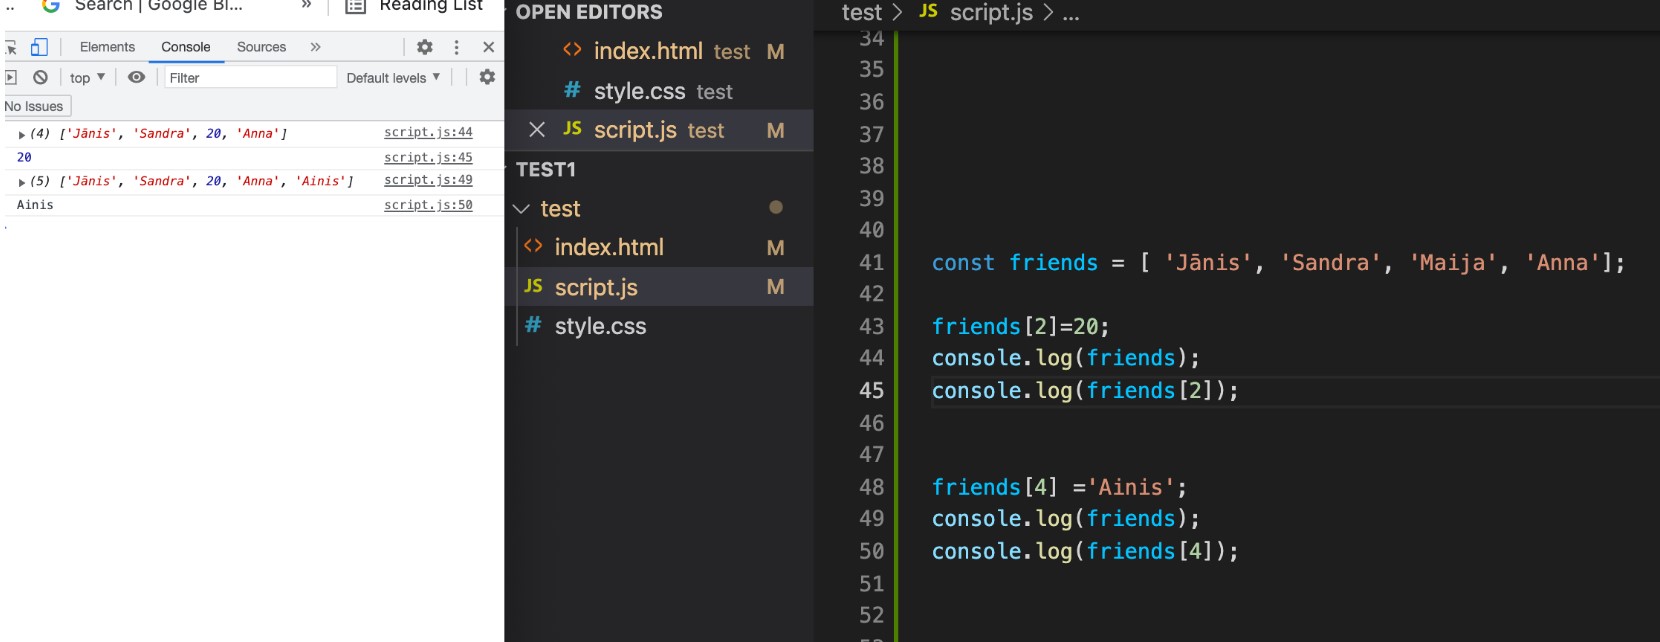 .. Search | Google Bl... » Reading List
Elements Console Sources »
top ▼ Filter Default levels ▼
No Issues
▶ (4) ['Jānis', 'Sandra', 20, 'Anna'] script.js:44
20 script.js:45
▶ (5) ['Jānis', 'Sandra', 20, 'Anna', 'Ainis'] script.js:49
Ainis script.js:50
OPEN EDITORS
<> index.html test M
# style.css test
× JS script.js test M
TEST1
test
<> index.html M
JS script.js M
# style.css
test > JS script.js > ...
34
35
36
37
38
39
40
41 const friends = [ 'Jānis', 'Sandra', 'Maija', 'Anna'];
42
43 friends[2]=20;
44 console.log(friends);
45 console.log(friends[2]);
46
47
48 friends[4] ='Ainis';
49 console.log(friends);
50 console.log(friends[4]);
51
52